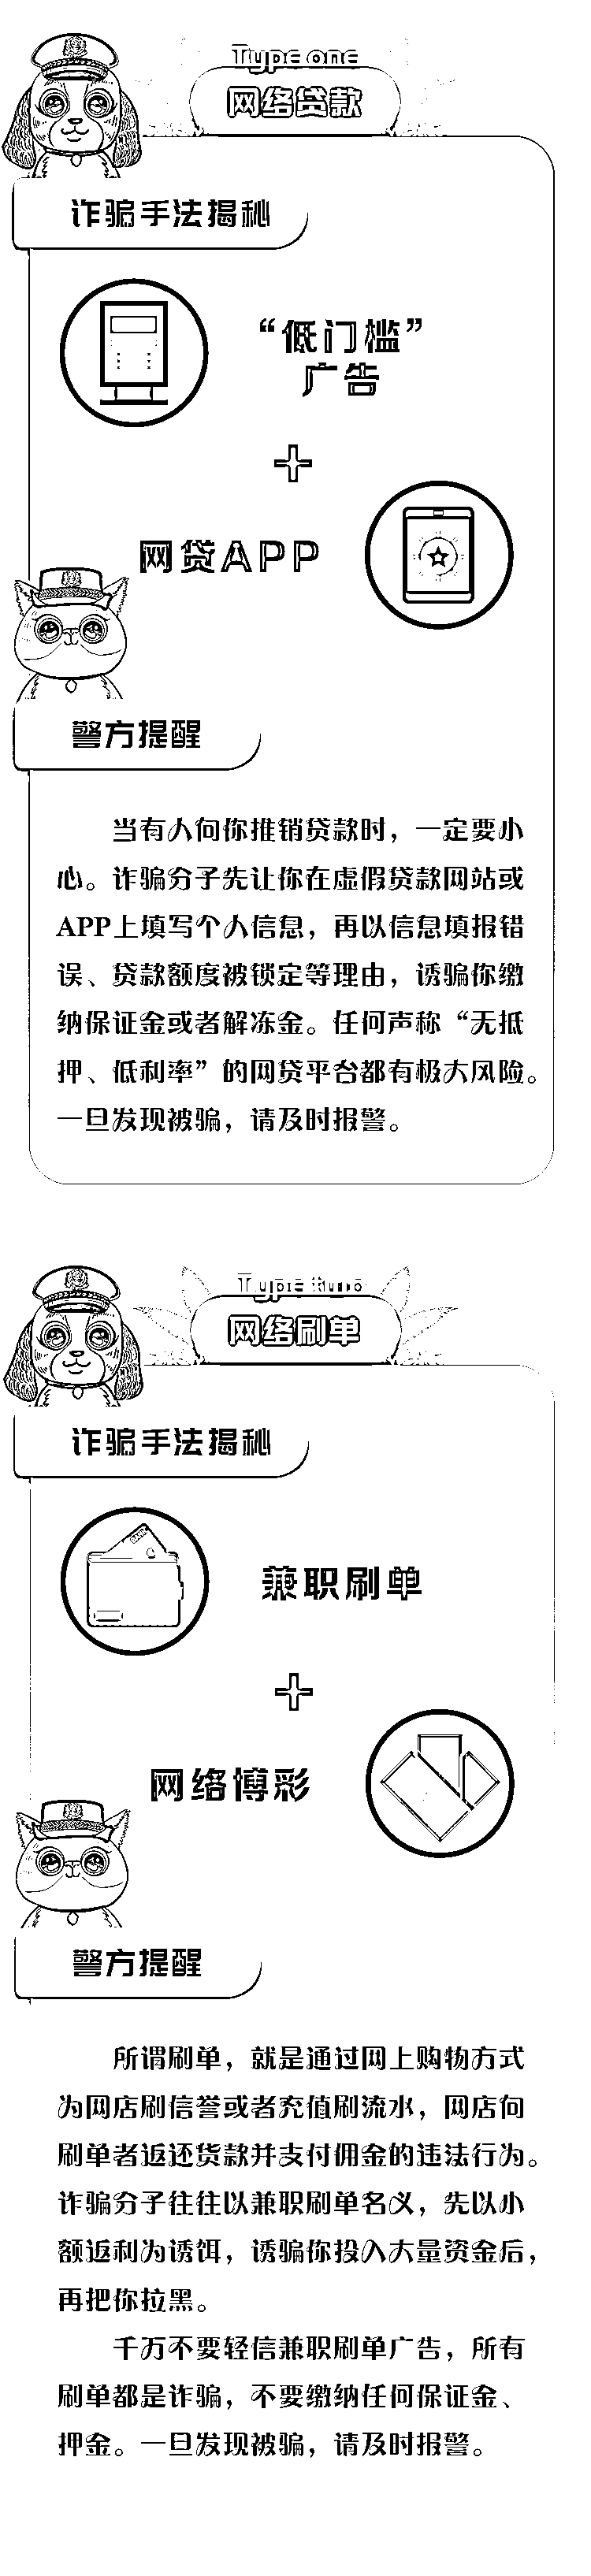 Type one
网络贷款
诈骗手法揭秘
“低门槛”
广告
网贷APP
警方提醒
当有人向你推销贷款时，一定要小
心。诈骗分子先让你在虚假贷款网站或
APP上填写个人信息，再以信息填报错
误、贷款额度被锁定等理由，诱骗你缴
纳保证金或者解冻金。任何声称“无抵
押、低利率”的网贷平台都有极大风险。
一旦发现被骗，请及时报警。
Type two
网络刷单
诈骗手法揭秘
兼职刷单
网络博彩
警方提醒
所谓刷单，就是通过网上购物方式
为网店刷信誉或者充值刷流水，网店向
刷单者返还货款并支付佣金的违法行为。
诈骗分子往往以兼职刷单名义，先以小
额返利为诱饵，诱骗你投入大量资金后，
再把你拉黑。
千万不要轻信兼职刷单广告，所有
刷单都是诈骗，不要缴纳任何保证金、
押金。一旦发现被骗，请及时报警。